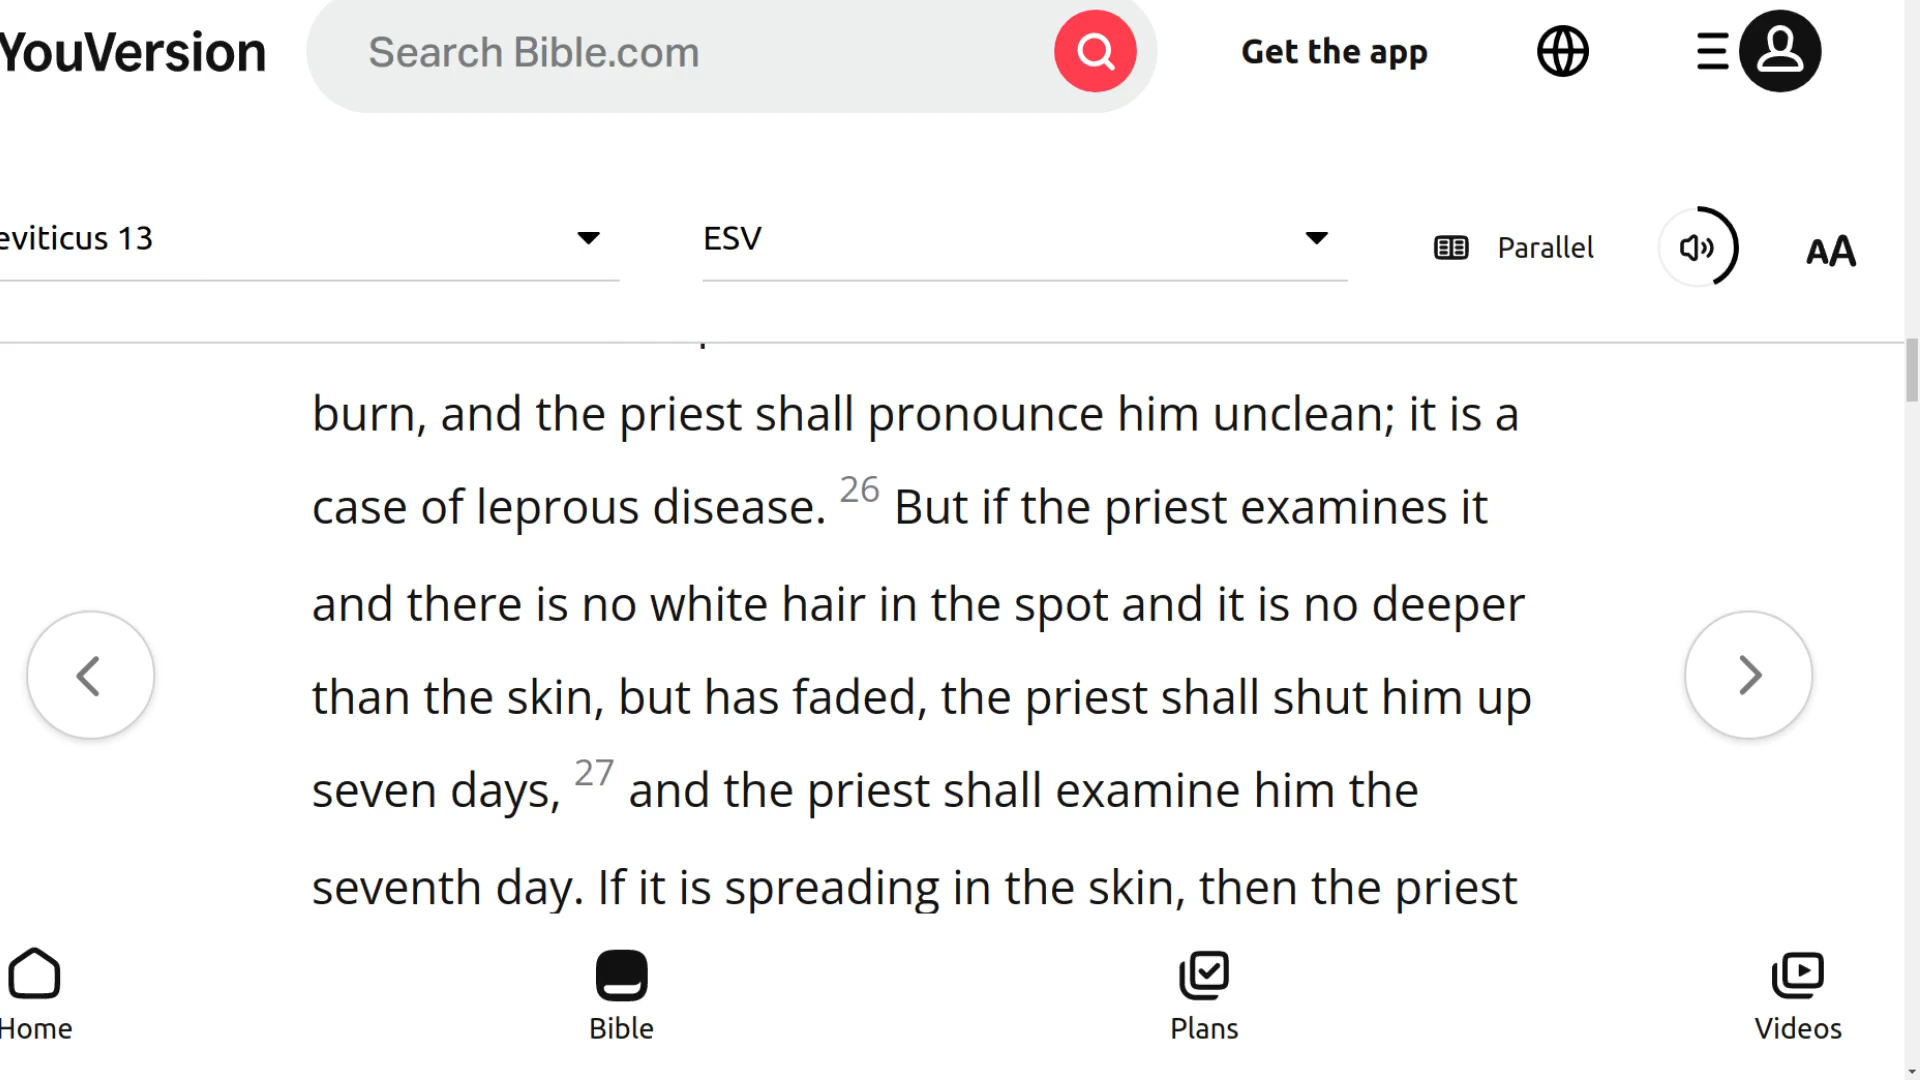 YouVersion
Search Bible.com
Get the app
eviticus 13
ESV
Parallel
AA
burn, and the priest shall pronounce him unclean; it is a
case of leprous disease. 26 But if the priest examines it
and there is no white hair in the spot and it is no deeper
than the skin, but has faded, the priest shall shut him up
seven days, 27 and the priest shall examine him the
seventh day. If it is spreading in the skin, then the priest
Home
Bible
Plans
Videos